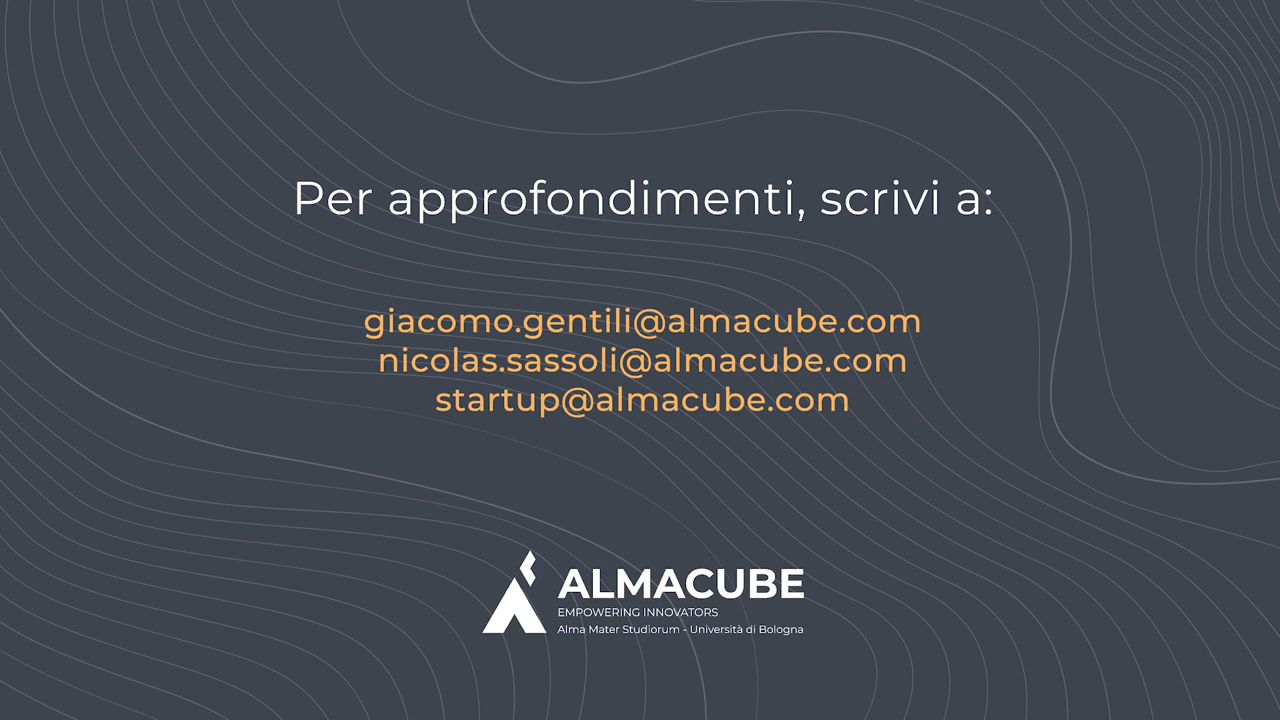 Per approfondimenti, scrivi a:
giacomo.gentili@almacube.com
nicolas.sassoli@almacube.com
startup@almacube.com
ALMACUBE
EMPOWERING INNOVATORS
Alma Mater Studiorum - Università di Bologna